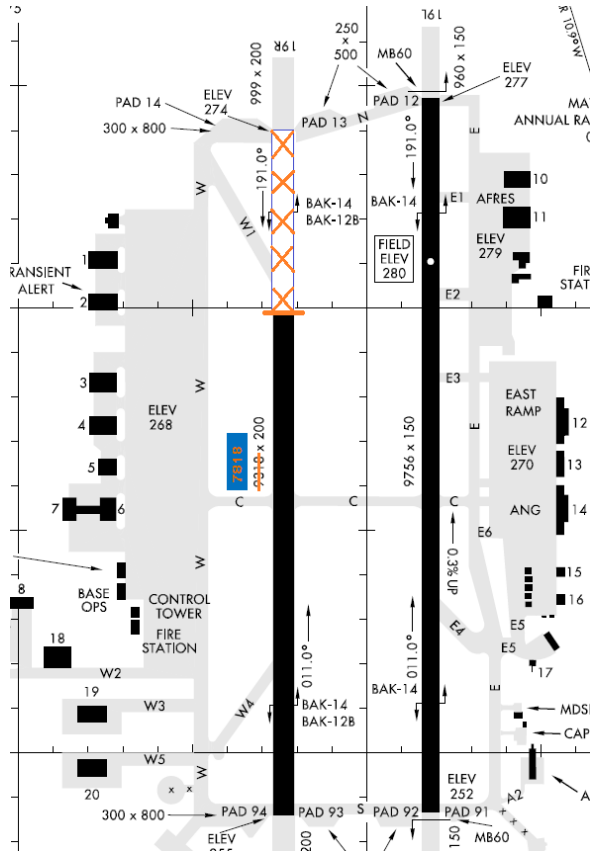 75
19R
999 x 200
250
x
500
MB60
19L
960 x 150
R 10.9°W
ELEV
277
PAD 14
ELEV
274
300 x 800
PAD 13
N
PAD 12
MA
ANNUAL RA
E
191.0°
191.0°
W
W1
BAK-14
BAK-12B
BAK-14
E1
AFRES
10
11
ELEV
279
FIELD
ELEV
280
1
TRANSIENT
ALERT
2
E2
FIR
STAT
3
W
ELEV
268
4
5
7
6
E3
EAST
RAMP
E
12
ELEV
270
13
7818
9818 x 200
9756 x 150
C
C
C
ANG
14
E6
0.3% UP
W
BASE
OPS
CONTROL
TOWER
FIRE
STATION
8
18
15
16
011.0°
011.0°
E4
E5
E5
17
W2
19
W3
W4
BAK-14
BAK-12B
BAK-14
E
MDS
CAP
W5
W
20
x x
ELEV
252
A2
x x x
A
300 x 800
PAD 94
PAD 93
S
PAD 92
PAD 91
ELEV
200
150
MB60